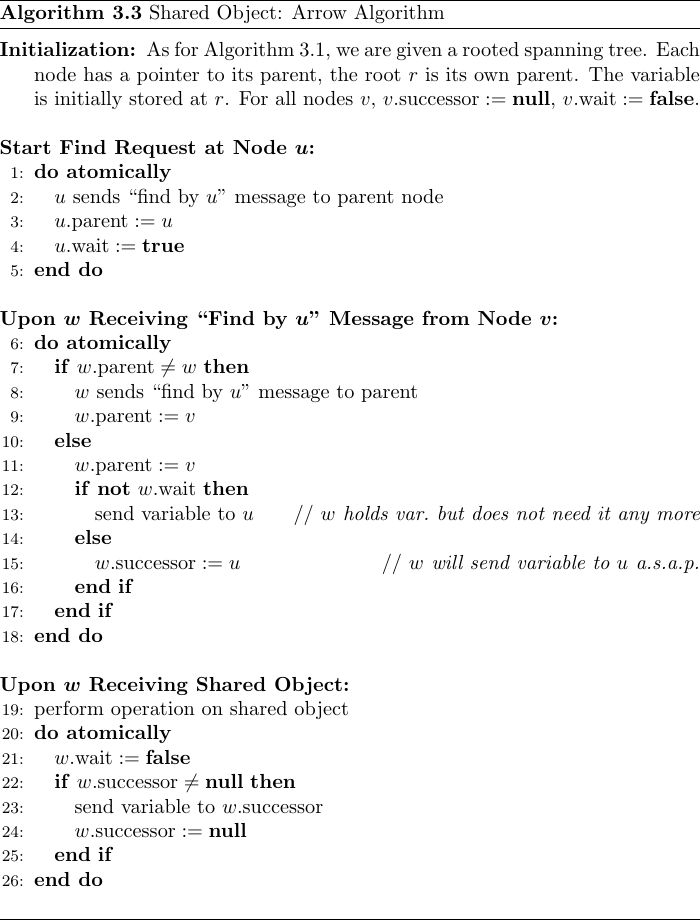 Algorithm 3.3 Shared Object: Arrow Algorithm
Initialization: As for Algorithm 3.1, we are given a rooted spanning tree. Each
node has a pointer to its parent, the root r is its own parent. The variable
is initially stored at r. For all nodes v, v.successor := null, v.wait := false.
Start Find Request at Node u:
1: do atomically
2: u sends “find by u” message to parent node
3: u.parent := u
4: u.wait := true
5: end do
Upon w Receiving “Find by u” Message from Node v:
6: do atomically
7: if w.parent ≠ w then
8: w sends “find by u” message to parent
9: w.parent := v
10: else
11: w.parent := v
12: if not w.wait then
13: send variable to u // w holds var. but does not need it any more
14: else
15: w.successor := u // w will send variable to u a.s.a.p.
16: end if
17: end if
18: end do
Upon w Receiving Shared Object:
19: perform operation on shared object
20: do atomically
21: w.wait := false
22: if w.successor ≠ null then
23: send variable to w.successor
24: w.successor := null
25: end if
26: end do